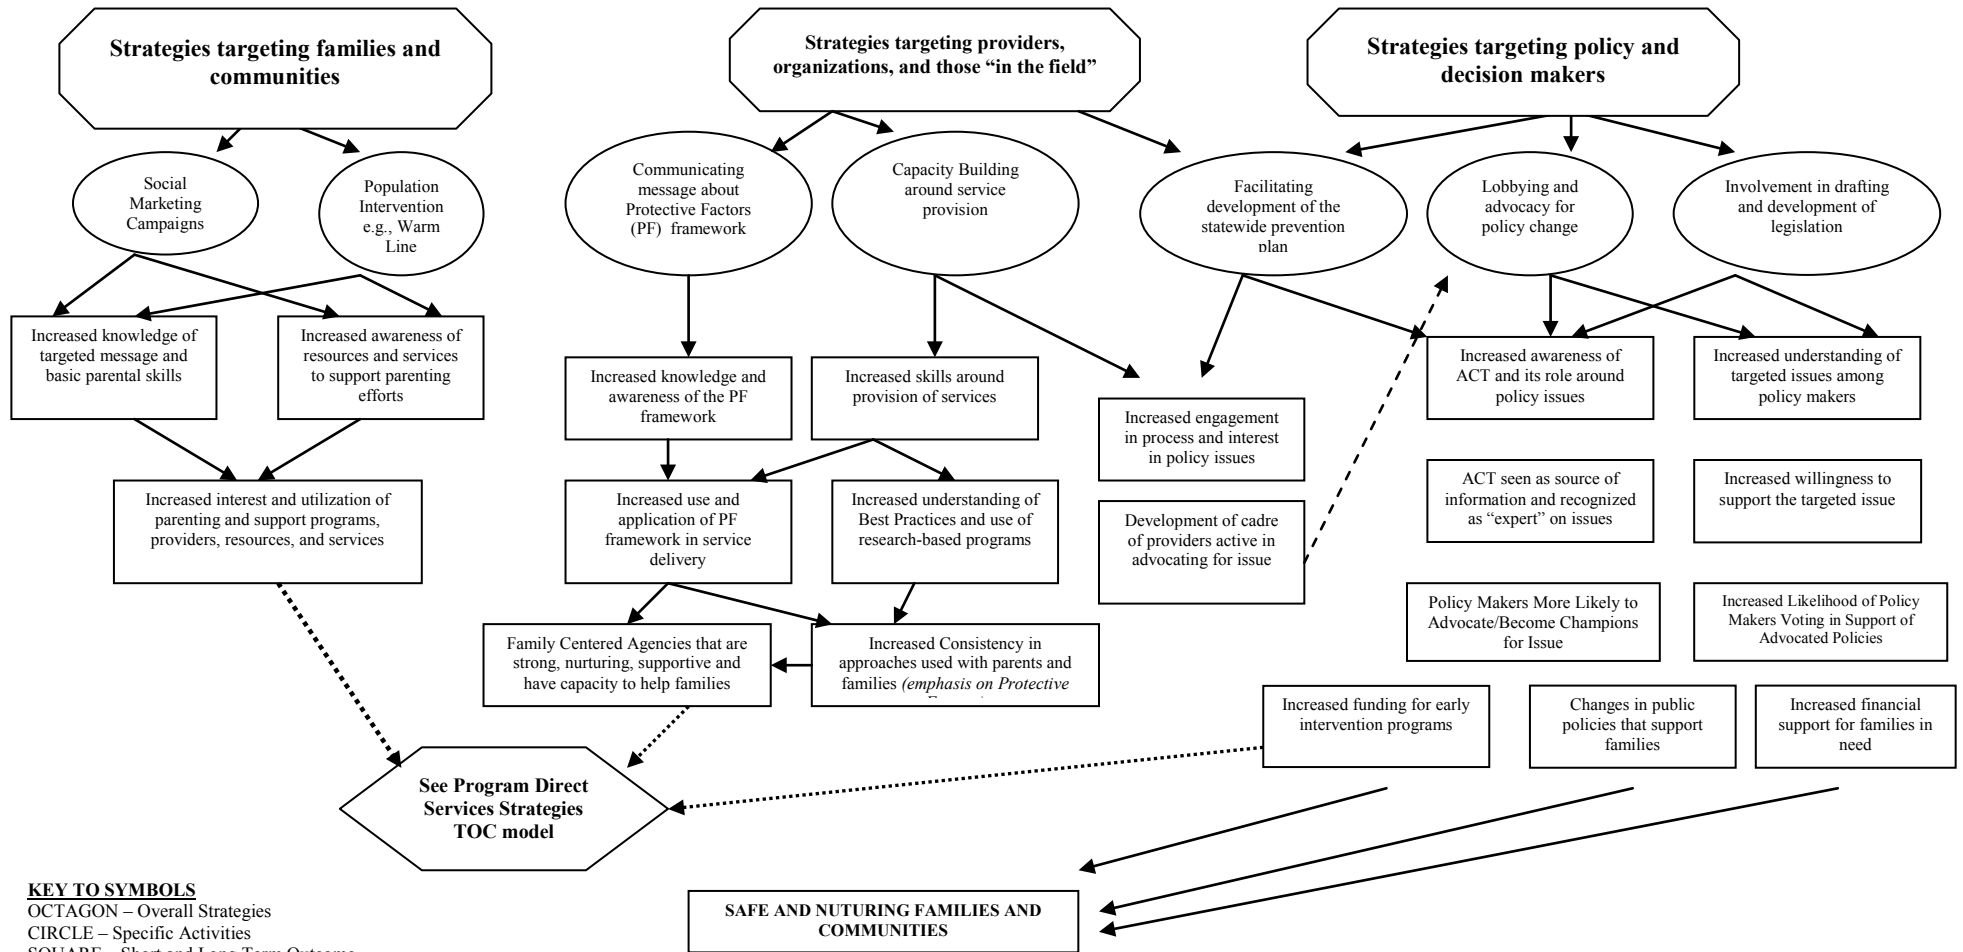 Strategies targeting families and
communities
Strategies targeting providers,
organizations, and those “in the field”
Strategies targeting policy and
decision makers
Social
Marketing
Campaigns
Population
Intervention
e.g., Warm
Line
Communicating
message about
Protective Factors
(PF) framework
Capacity Building
around service
provision
Facilitating
development of the
statewide prevention
plan
Lobbying and
advocacy for
policy change
Involvement in drafting
and development of
legislation
Increased knowledge of
targeted message and
basic parental skills
Increased awareness of
resources and services
to support parenting
efforts
Increased knowledge and
awareness of the PF
framework
Increased skills around
provision of services
Increased engagement
in process and interest
in policy issues
Increased awareness of
ACT and its role around
policy issues
Increased understanding of
targeted issues among
policy makers
Increased interest and utilization of
parenting and support programs,
providers, resources, and services
Increased use and
application of PF
framework in service
delivery
Increased understanding of
Best Practices and use of
research-based programs
Development of cadre
of providers active in
advocating for issue
ACT seen as source of
information and recognized
as “expert” on issues
Increased willingness to
support the targeted issue
Family Centered Agencies that are
strong, nurturing, supportive and
have capacity to help families
Increased Consistency in
approaches used with parents and
families (emphasis on Protective
Policy Makers More Likely to
Advocate/Become Champions
for Issue
Increased Likelihood of Policy
Makers Voting in Support of
Advocated Policies
Increased funding for early
intervention programs
Changes in public
policies that support
families
Increased financial
support for families in
need
See Program Direct
Services Strategies
TOC model
SAFE AND NUTURING FAMILIES AND
COMMUNITIES
KEY TO SYMBOLS
OCTAGON – Overall Strategies
CIRCLE – Specific Activities
SQUARE – Short and Long Term Outcome